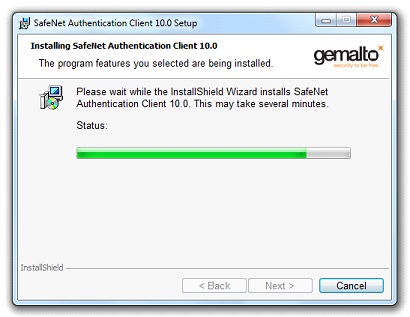 SafeNet Authentication Client 10.0 Setup
Installing SafeNet Authentication Client 10.0
The program features you selected are being installed.
gemalto
security to be free
Please wait while the InstallShield Wizard installs SafeNet
Authentication Client 10.0. This may take several minutes.
Status:
InstallShield
< Back
Next >
Cancel